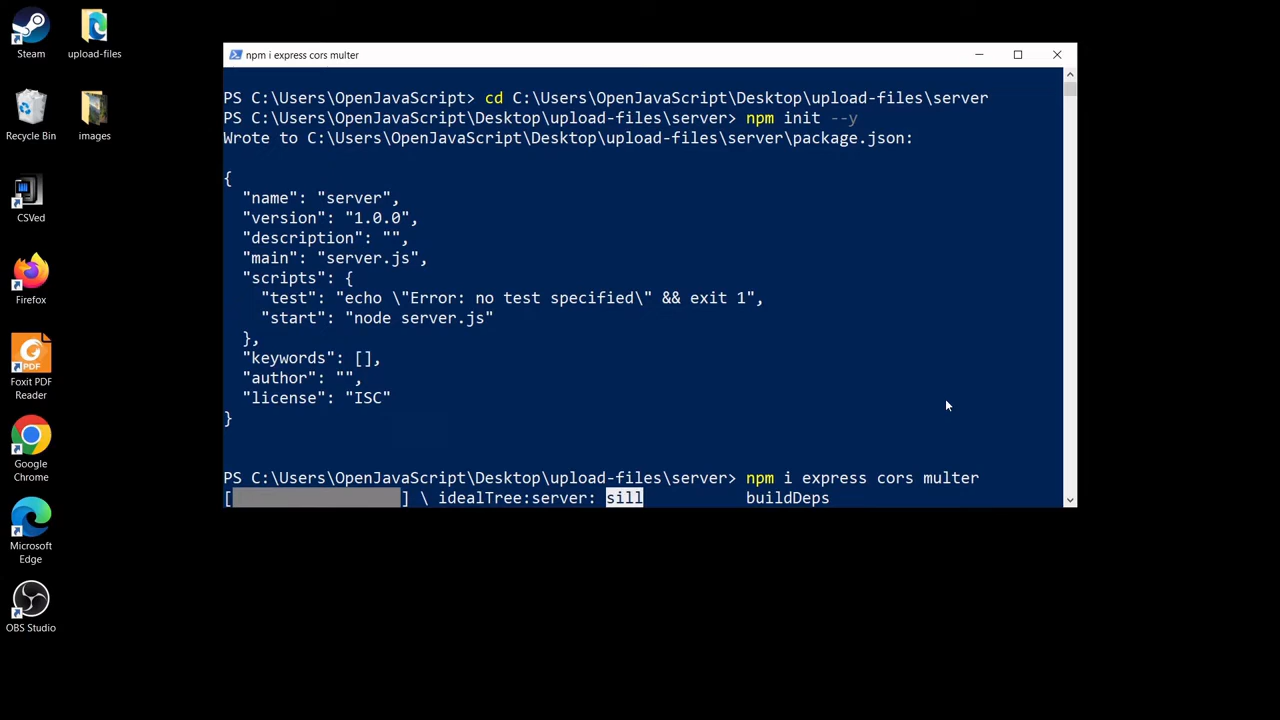 Steam
upload-files
Recycle Bin
images
CSVed
Firefox
PDF
Foxit PDF
Reader
Google
Chrome
Microsoft
Edge
OBS Studio
npm i express cors multer
PS C:\Users\OpenJavaScript> cd C:\Users\OpenJavaScript\Desktop\upload-files\server
PS C:\Users\OpenJavaScript\Desktop\upload-files\server> npm init --y
Wrote to C:\Users\OpenJavaScript\Desktop\upload-files\server\package.json:
{
  "name": "server",
  "version": "1.0.0",
  "description": "",
  "main": "server.js",
  "scripts": {
    "test": "echo \"Error: no test specified\" && exit 1",
    "start": "node server.js"
  },
  "keywords": [],
  "author": "",
  "license": "ISC"
}
PS C:\Users\OpenJavaScript\Desktop\upload-files\server> npm i express cors multer
[                  ] \ idealTree:server: sill           buildDeps